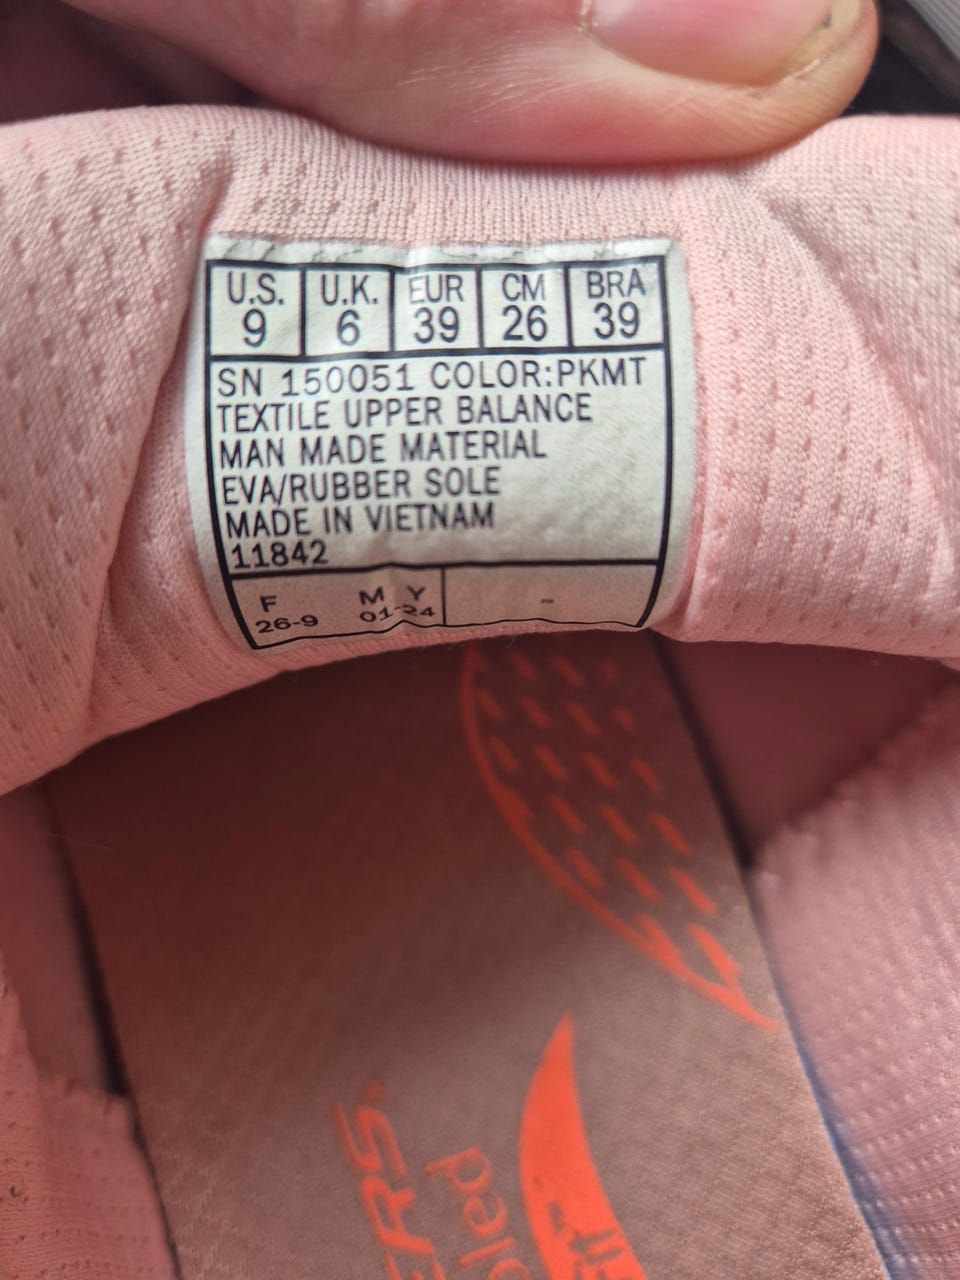 U.S. U.K. EUR CM BRA
9 6 39 26 39
SN 150051 COLOR:PKMT
TEXTILE UPPER BALANCE
MAN MADE MATERIAL
EVA/RUBBER SOLE
MADE IN VIETNAM
11842
F M Y -
26-9 01-24